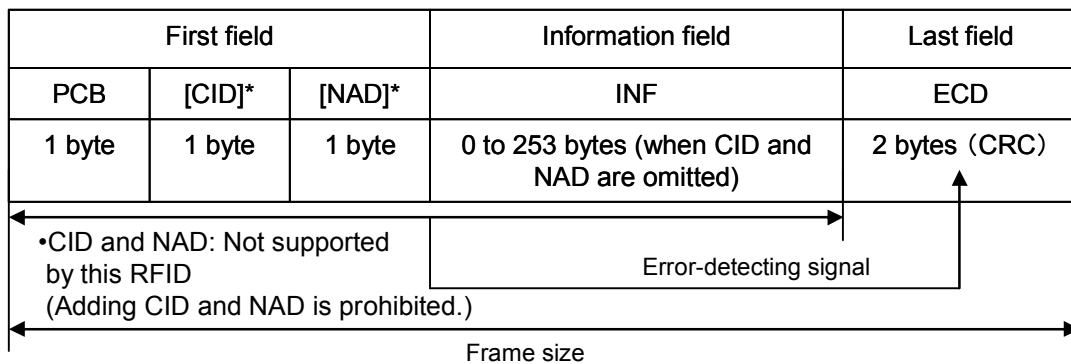 First field Information field Last field
PCB [CID]* [NAD]* INF ECD
1 byte 1 byte 1 byte 0 to 253 bytes (when CID and 2 bytes（CRC）
NAD are omitted)
•CID and NAD: Not supported
by this RFID
Error-detecting signal
(Adding CID and NAD is prohibited.)
Frame size